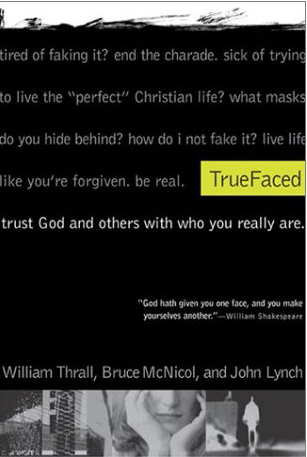 tired of faking it? end the charade. sick of trying
to live the "perfect" Christian life? what masks
do you hide behind? how do i not fake it? live life
like you're forgiven. be real. TrueFaced
trust God and others with who you really are.
"God hath given you one face, and you make
yourselves another."—William Shakespeare
William Thrall, Bruce McNicol, and John Lynch